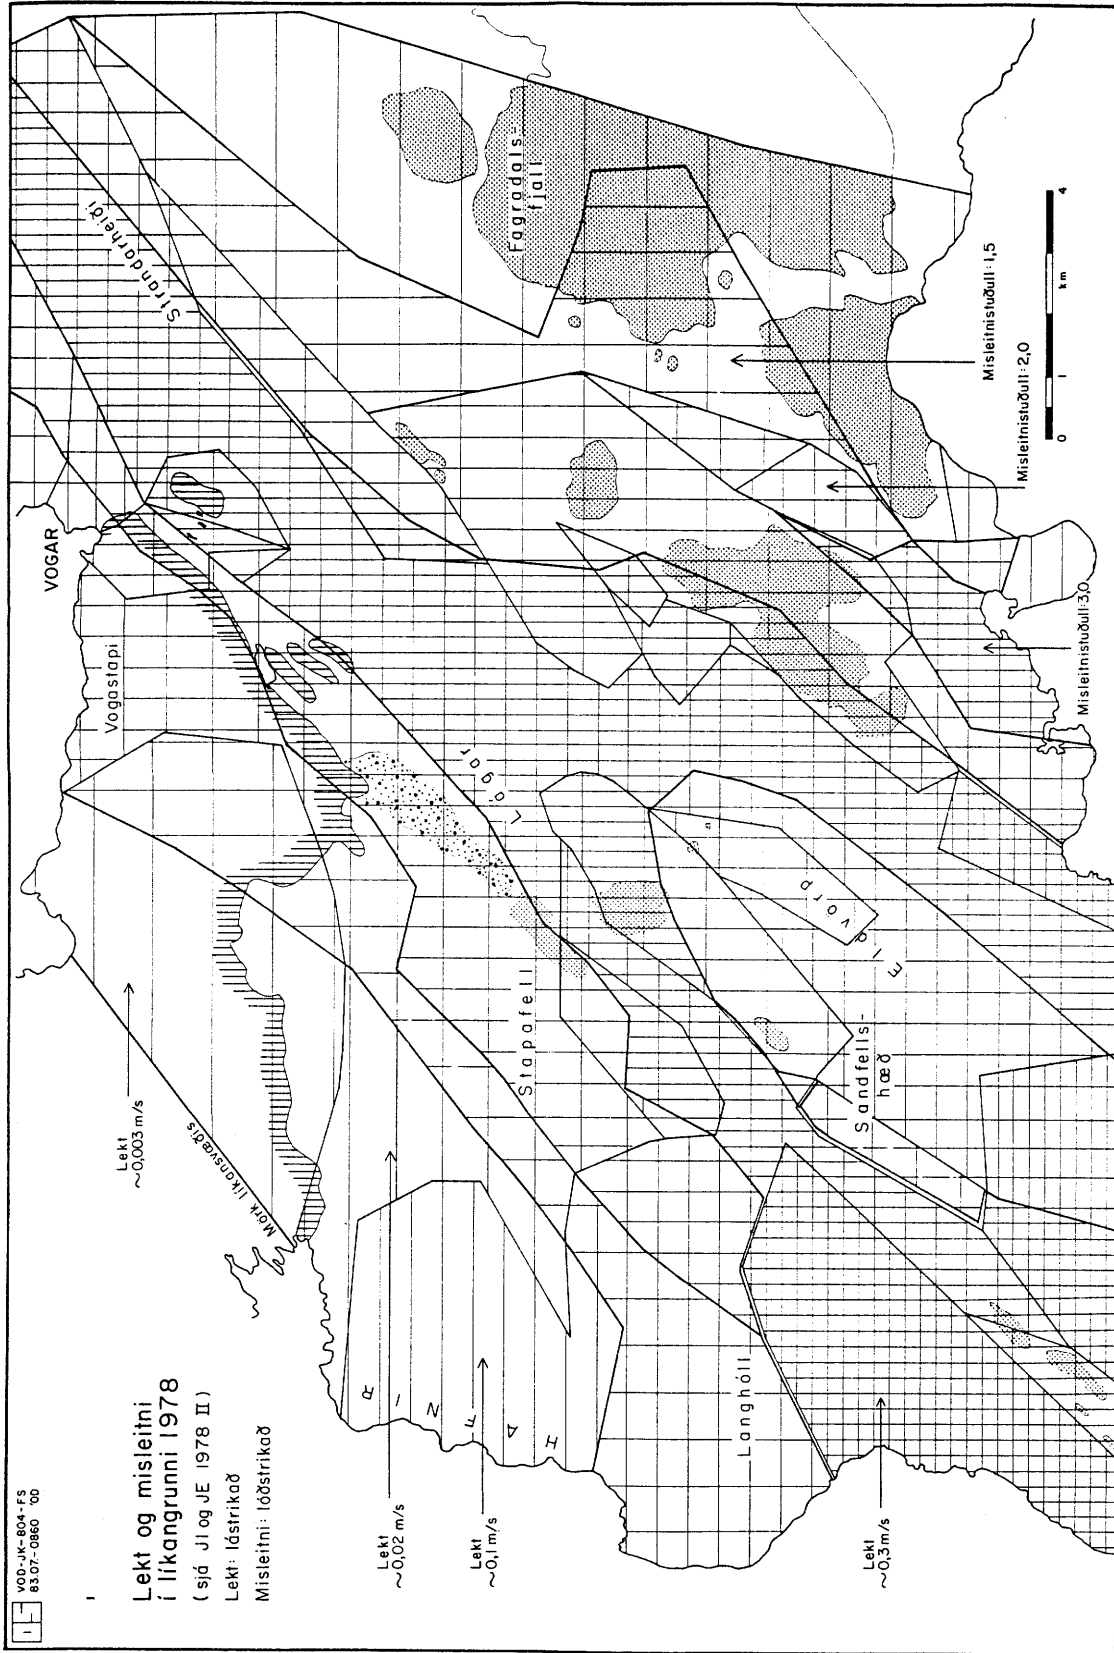 VOD-JK-804-FS
83.07.-0860 'OD
Lekt og misleitni
í líkangrunni 1978
(sjá JI og JE 1978 II)
Lekt: lástrikað
Misleitni: lóðstrikað
Lekt
~0,003 m/s
Mörk líkansvæðis
Lekt
~0,02 m/s
Lekt
~0,1 m/s
Lekt
~0,3 m/s
HAFNIR
Langhóll
Stapafell
Sandfells-
hæð
Eldvörp
Lágar
Vogastapi
VOGAR
Strandarheiði
Fagradals-
fjall
Misleitnistuðull: 3,0
Misleitnistuðull: 2,0
Misleitnistuðull: 1,5
0 1 km 4